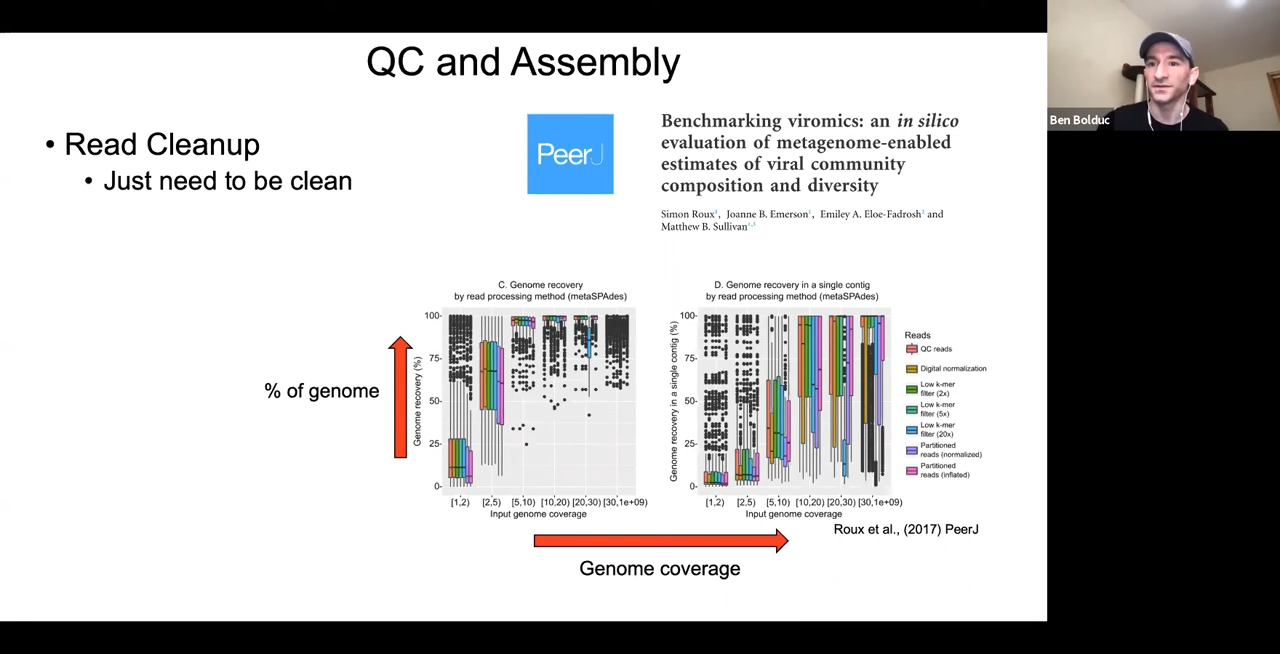 QC and Assembly
• Read Cleanup
• Just need to be clean
PeerJ
Benchmarking viromics: an in silico
evaluation of metagenome-enabled
estimates of viral community
composition and diversity
Simon Roux¹, Joanne B. Emerson¹, Emiley A. Eloe-Fadrosh² and
Matthew B. Sullivan¹,³
Ben Bolduc
% of genome
C. Genome recovery
by read processing method (metaSPAdes)
Genome recovery (%)
100
75
50
25
0
[1,2) [2,5) [5,10) [10,20) [20,30) [30,1e+09)
Input genome coverage
D. Genome recovery in a single contig
by read processing method (metaSPAdes)
Genome recovery in a single contig (%)
100
75
50
25
0
[1,2) [2,5) [5,10) [10,20) [20,30) [30,1e+09)
Input genome coverage
Reads
QC reads
Digital normalization
Low k-mer
filter (2x)
Low k-mer
filter (5x)
Low k-mer
filter (20x)
Partitioned
reads (normalized)
Partitioned
reads (inflated)
Roux et al., (2017) PeerJ
Genome coverage